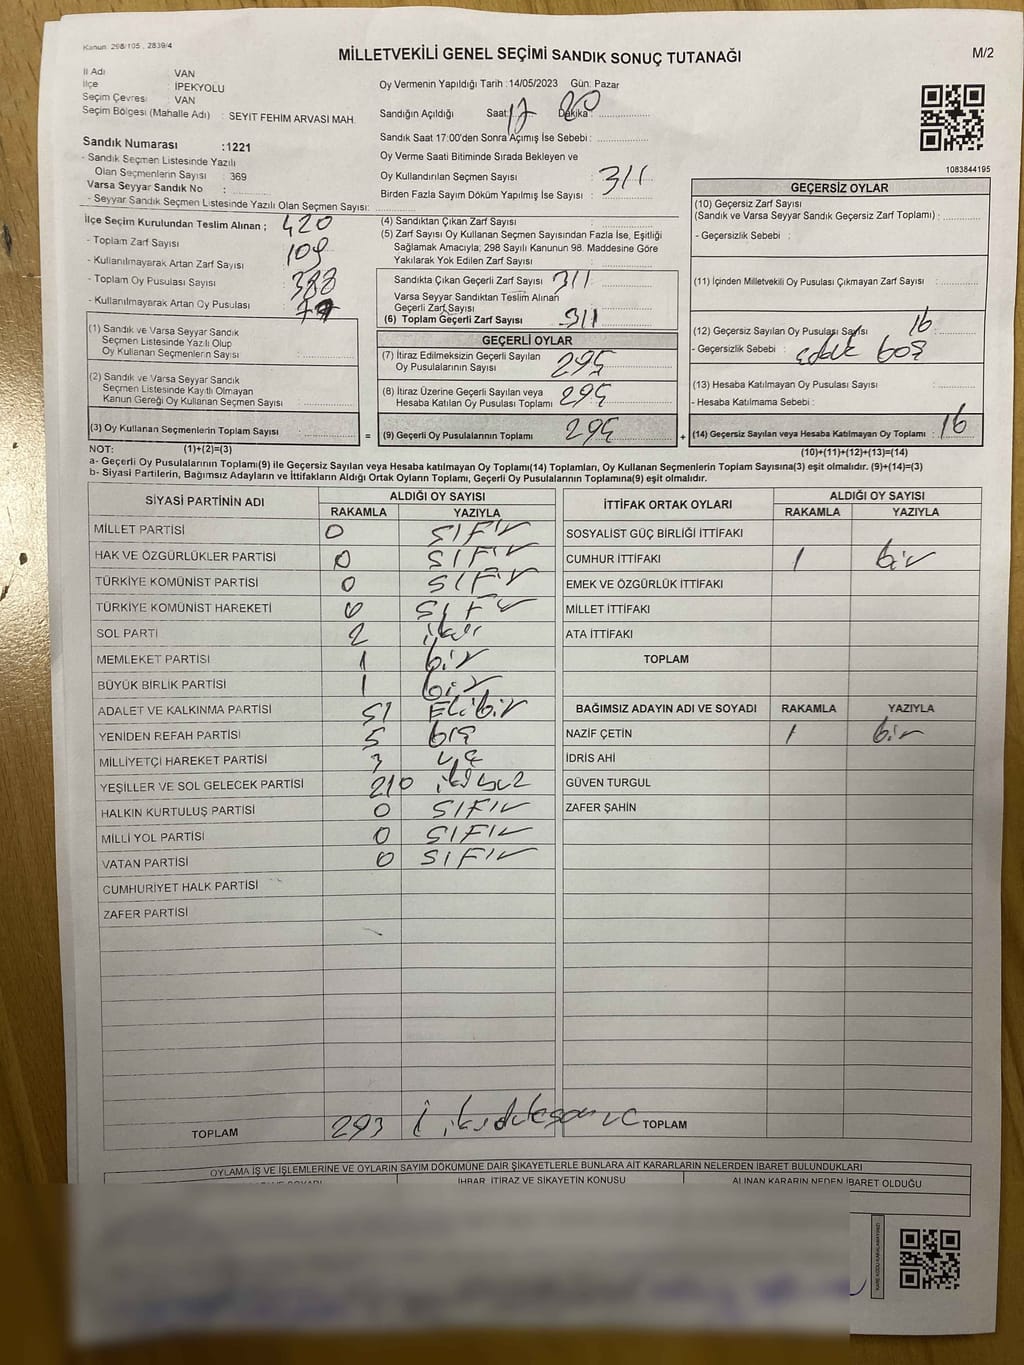 Kanun 298/105 , 2839/4
MİLLETVEKİLİ GENEL SEÇİMİ SANDIK SONUÇ TUTANAĞI
M/2
İl Adı : VAN
İlçe : İPEKYOLU
Seçim Çevresi : VAN
Seçim Bölgesi (Mahalle Adı) : SEYİT FEHİM ARVASI MAH.
Sandık Numarası :1221
- Sandık Seçmen Listesinde Yazılı
Olan Seçmenlerin Sayısı : 369
Varsa Seyyar Sandık No :
- Seyyar Sandık Seçmen Listesinde Yazılı Olan Seçmen Sayısı:
Oy Vermenin Yapıldığı Tarih :14/05/2023 Gün: Pazar
Sandığın Açıldığı Saat: 17 Dakika:
Sandık Saat 17:00'den Sonra Açımış İse Sebebi :
Oy Verme Saati Bitiminde Sırada Bekleyen ve
Oy Kullandırılan Seçmen Sayısı : 311
Birden Fazla Sayım Döküm Yapılmış İse Sayısı :
1083844195
İlçe Seçim Kurulundan Teslim Alınan ; 420
- Toplam Zarf Sayısı 109
- Kullanılmayarak Artan Zarf Sayısı
- Toplam Oy Pusulası Sayısı 388
- Kullanılmayarak Artan Oy Pusulası
(1) Sandık ve Varsa Seyyar Sandık
Seçmen Listesinde Yazılı Olup
Oy Kullanan Seçmenlerin Sayısı :
(2) Sandık ve Varsa Seyyar Sandık
Seçmen Listesinde Kayıtlı Olmayan
Kanun Gereği Oy Kullanan Seçmen Sayısı :
(3) Oy Kullanan Seçmenlerin Toplam Sayısı
(4) Sandıktan Çıkan Zarf Sayısı :
(5) Zarf Sayısı Oy Kullanan Seçmen Sayısından Fazla İse, Eşitliği
Sağlamak Amacıyla; 298 Sayılı Kanunun 98. Maddesine Göre
Yakılarak Yok Edilen Zarf Sayısı :
Sandıkta Çıkan Geçerli Zarf Sayısı : 311
Varsa Seyyar Sandıktan Teslim Alınan
Geçerli Zarf Sayısı
(6) Toplam Geçerli Zarf Sayısı : 311
GEÇERLİ OYLAR
(7) İtiraz Edilmeksizin Geçerli Sayılan
Oy Pusulalarının Sayısı : 295
(8) İtiraz Üzerine Geçerli Sayılan veya
Hesaba Katılan Oy Pusulası Toplamı : 295
= (9) Geçerli Oy Pusulalarının Toplamı : 295
GEÇERSİZ OYLAR
(10) Geçersiz Zarf Sayısı
(Sandık ve Varsa Seyyar Sandık Geçersiz Zarf Toplamı) :
- Geçersizlik Sebebi :
(11) İçinden Milletvekili Oy Pusulası Çıkmayan Zarf Sayısı :
(12) Geçersiz Sayılan Oy Pusulası Sayısı : 16
- Geçersizlik Sebebi : boş
(13) Hesaba Katılmayan Oy Pusulası Sayısı :
- Hesaba Katılmama Sebebi :
+ (14) Geçersiz Sayılan veya Hesaba Katılmayan Oy Toplamı : 16
NOT: (1)+(2)=(3)
(10)+(11)+(12)+(13)=(14)
a- Geçerli Oy Pusulalarının Toplamı(9) ile Geçersiz Sayılan veya Hesaba katılmayan Oy Toplamı(14) Toplamları, Oy Kullanan Seçmenlerin Toplam Sayısına(3) eşit olmalıdır. (9)+(14)=(3)
b- Siyasi Partilerin, Bağımsız Adayların ve İttifakların Aldığı Ortak Oyların Toplamı, Geçerli Oy Pusulalarının Toplamına(9) eşit olmalıdır.
SİYASİ PARTİNİN ADI ALDIĞI OY SAYISI
RAKAMLA YAZIYLA
MİLLET PARTİSİ 0 SIFIR
HAK VE ÖZGÜRLÜKLER PARTİSİ 0 SIFIR
TÜRKİYE KOMÜNİST PARTİSİ 0 SIFIR
TÜRKİYE KOMÜNİST HAREKETİ 0 SIFIR
SOL PARTİ 2 iki
MEMLEKET PARTİSİ 1 bir
BÜYÜK BİRLİK PARTİSİ 1 bir
ADALET VE KALKINMA PARTİSİ 51 Ellibir
YENİDEN REFAH PARTİSİ 5 beş
MİLLİYETÇİ HAREKET PARTİSİ 3 üç
YEŞİLLER VE SOL GELECEK PARTİSİ 210
HALKIN KURTULUŞ PARTİSİ 0 SIFIR
MİLLİ YOL PARTİSİ 0 SIFIR
VATAN PARTİSİ 0 SIFIR
CUMHURİYET HALK PARTİSİ
ZAFER PARTİSİ
TOPLAM 293
İTTİFAK ORTAK OYLARI ALDIĞI OY SAYISI
RAKAMLA YAZIYLA
SOSYALİST GÜÇ BİRLİĞİ İTTİFAKI
CUMHUR İTTİFAKI 1 bir
EMEK VE ÖZGÜRLÜK İTTİFAKI
MİLLET İTTİFAKI
ATA İTTİFAKI
TOPLAM
BAĞIMSIZ ADAYIN ADI VE SOYADI RAKAMLA YAZIYLA
NAZİF ÇETİN 1 bir
İDRİS AHİ
GÜVEN TURGUL
ZAFER ŞAHİN
TOPLAM
OYLAMA İŞ VE İŞLEMLERİNE VE OYLARIN SAYIM DÖKÜMÜNE DAİR ŞİKAYETLERLE BUNLARA AİT KARARLARIN NELERDEN İBARET BULUNDUKLARI
İHBAR, İTİRAZ VE ŞİKAYETİN KONUSU ALINAN KARARIN NEDEN İBARET OLDUĞU